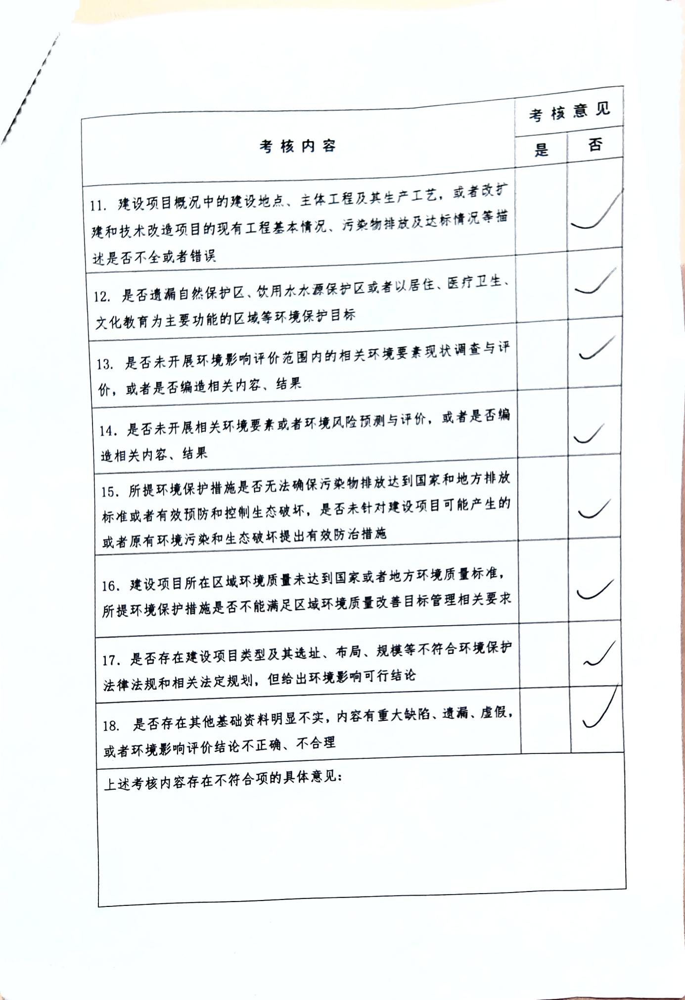 考核内容
考核意见
是
否
11. 建设项目概况中的建设地点、主体工程及其生产工艺，或者改扩
建和技术改造项目的现有工程基本情况、污染物排放及达标情况等描
述是否不全或者错误
✓
12. 是否遗漏自然保护区、饮用水水源保护区或者以居住、医疗卫生、
文化教育为主要功能的区域等环境保护目标
✓
13. 是否未开展环境影响评价范围内的相关环境要素现状调查与评
价，或者是否编造相关内容、结果
✓
14. 是否未开展相关环境要素或者环境风险预测与评价，或者是否编
造相关内容、结果
✓
15. 所提环境保护措施是否无法确保污染物排放达到国家和地方排放
标准或者有效预防和控制生态破坏，是否未针对建设项目可能产生的
或者原有环境污染和生态破坏提出有效防治措施
✓
16. 建设项目所在区域环境质量未达到国家或者地方环境质量标准，
所提环境保护措施是否不能满足区域环境质量改善目标管理相关要求
✓
17. 是否存在建设项目类型及其选址、布局、规模等不符合环境保护
法律法规和相关法定规划，但给出环境影响可行结论
✓
18. 是否存在其他基础资料明显不实，内容有重大缺陷、遗漏、虚假，
或者环境影响评价结论不正确、不合理
✓
上述考核内容存在不符合项的具体意见：